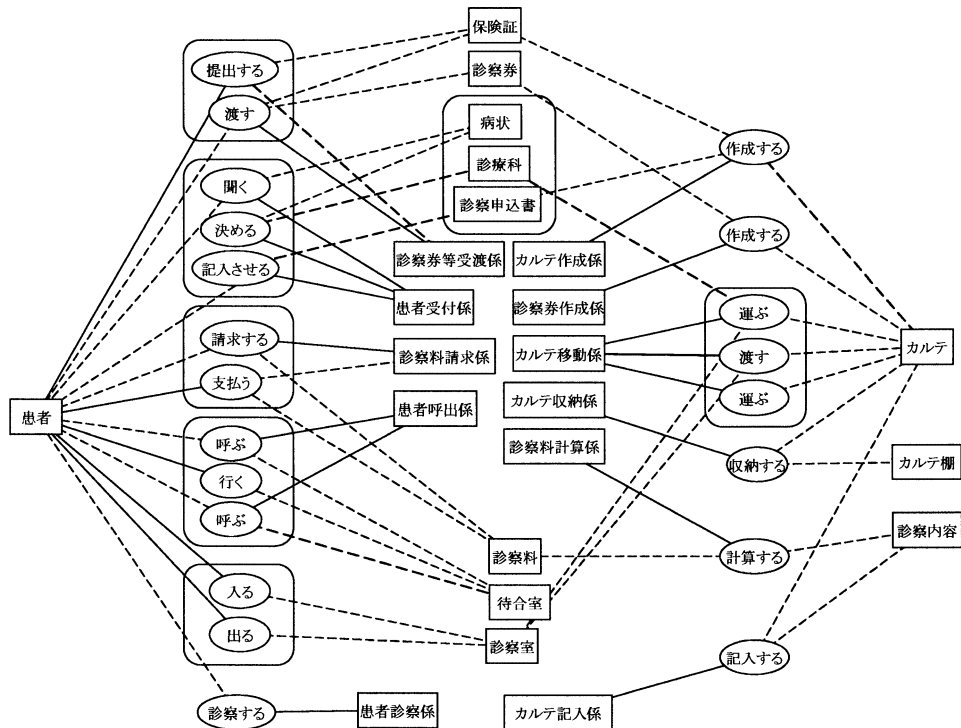 保険証
提出する
診察券
渡す
病状
作成する
診療科
聞く
診察申込書
決める
作成する
記入させる
診察券等受渡係
カルテ作成係
患者受付係
診察券作成係
運ぶ
請求する
診察料請求係
カルテ移動係
渡す
カルテ
支払う
運ぶ
患者
患者呼出係
カルテ収納係
呼ぶ
診察料計算係
収納する
カルテ棚
行く
呼ぶ
診察内容
診察料
計算する
入る
待合室
出る
診察室
記入する
診察する
患者診察係
カルテ記入係